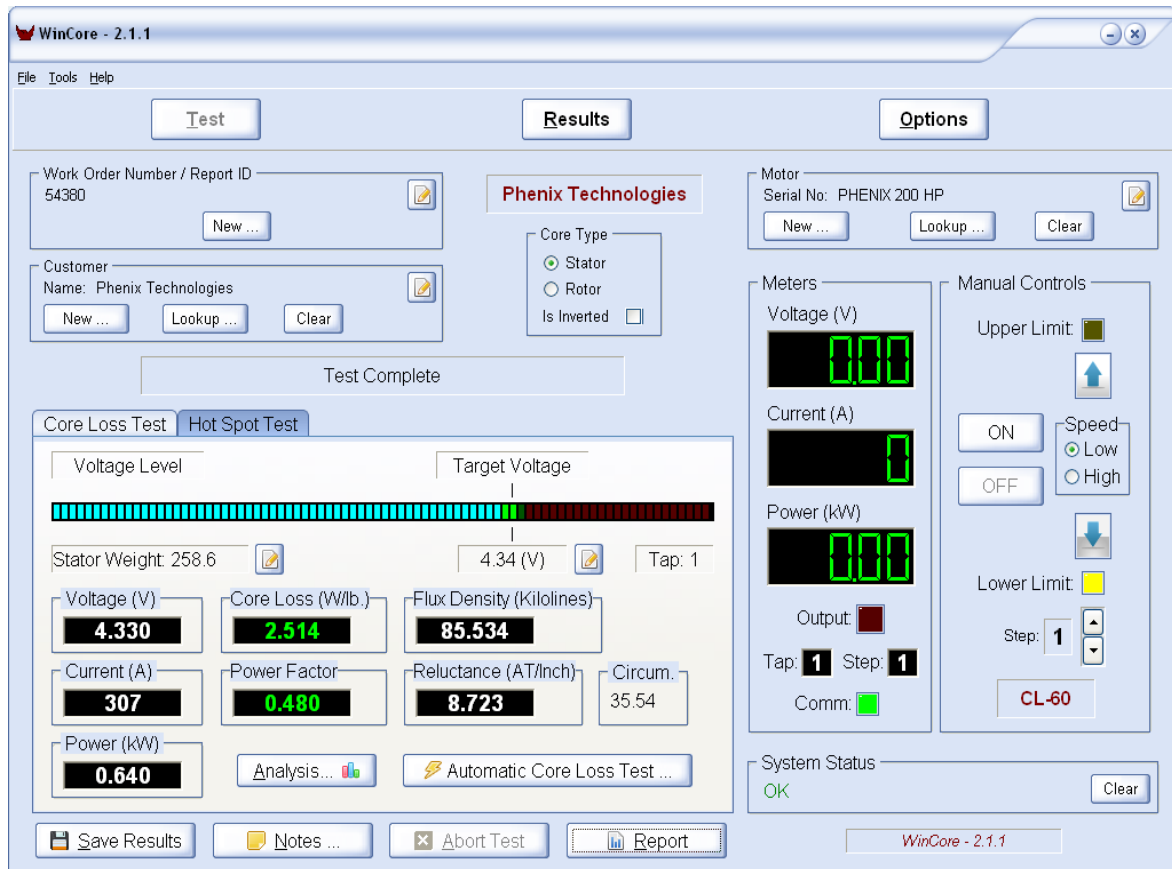 WinCore - 2.1.1
File Tools Help
Test Results Options
Work Order Number / Report ID
54380
New ...
Phenix Technologies
Motor
Serial No: PHENIX 200 HP
New ... Lookup ... Clear
Customer
Name: Phenix Technologies
New ... Lookup ... Clear
Core Type
Stator
Rotor
Is Inverted
Test Complete
Core Loss Test Hot Spot Test
Voltage Level Target Voltage
Stator Weight: 258.6 4.34 (V) Tap: 1
Voltage (V) Core Loss (W/lb.) Flux Density (Kilolines)
4.330 2.514 85.534
Current (A) Power Factor Reluctance (AT/Inch) Circum.
307 0.480 8.723 35.54
Power (kW)
0.640
Analysis... Automatic Core Loss Test ...
Meters
Voltage (V)
0.00
Current (A)
0
Power (kW)
0.00
Output:
Tap: 1 Step: 1
Comm:
Manual Controls
Upper Limit:
ON
OFF
Speed
Low
High
Lower Limit:
Step: 1
CL-60
System Status
OK Clear
Save Results Notes ... Abort Test Report
WinCore - 2.1.1